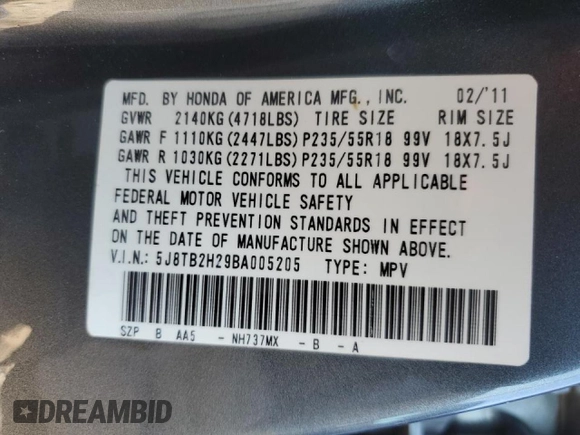 MFD. BY HONDA OF AMERICA MFG., INC. 02/'11
GVWR 2140KG(4718LBS) TIRE SIZE RIM SIZE
GAWR F 1110KG(2447LBS) P235/55R18 99V 18X7.5J
GAWR R 1030KG(2271LBS) P235/55R18 99V 18X7.5J
THIS VEHICLE CONFORMS TO ALL APPLICABLE
FEDERAL MOTOR VEHICLE SAFETY
AND THEFT PREVENTION STANDARDS IN EFFECT
ON THE DATE OF MANUFACTURE SHOWN ABOVE.
V.I.N.: 5J8TB2H29BA005205 TYPE: MPV
SZP B AA5 - NH737MX - B - A
DREAMBID